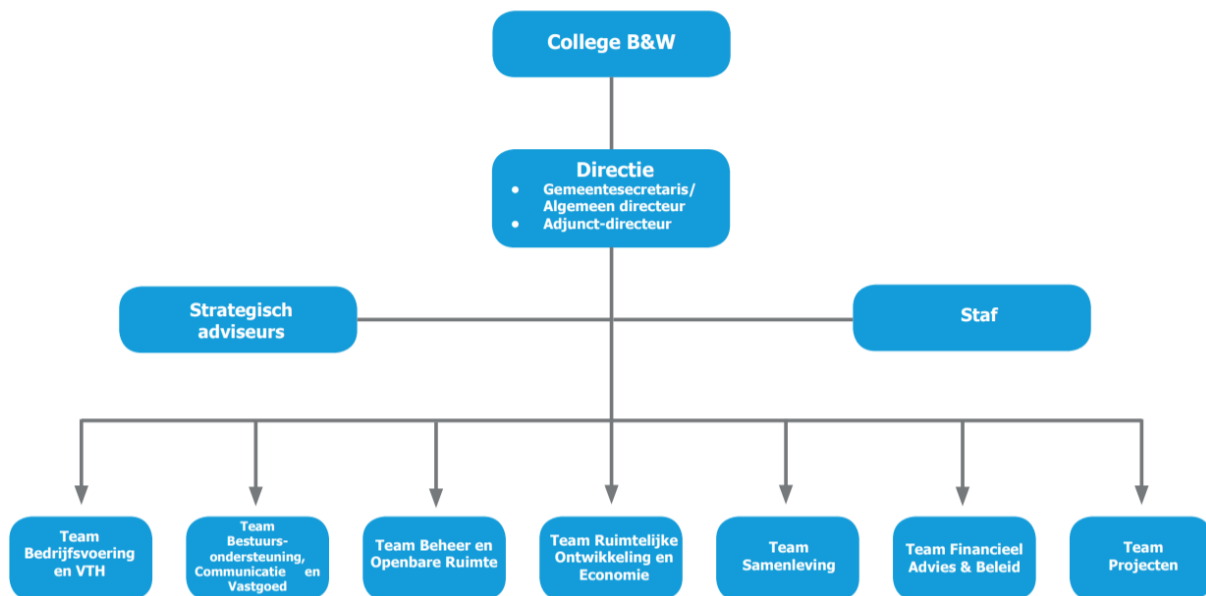 College B&W
Directie
• Gemeentesecretaris/
Algemeen directeur
• Adjunct-directeur
Strategisch
adviseurs
Staf
Team
Bedrijfsvoering
en VTH
Team
Bestuurs-
ondersteuning,
Communicatie en
Vastgoed
Team Beheer en
Openbare Ruimte
Team Ruimtelijke
Ontwikkeling en
Economie
Team
Samenleving
Team Financieel
Advies & Beleid
Team
Projecten